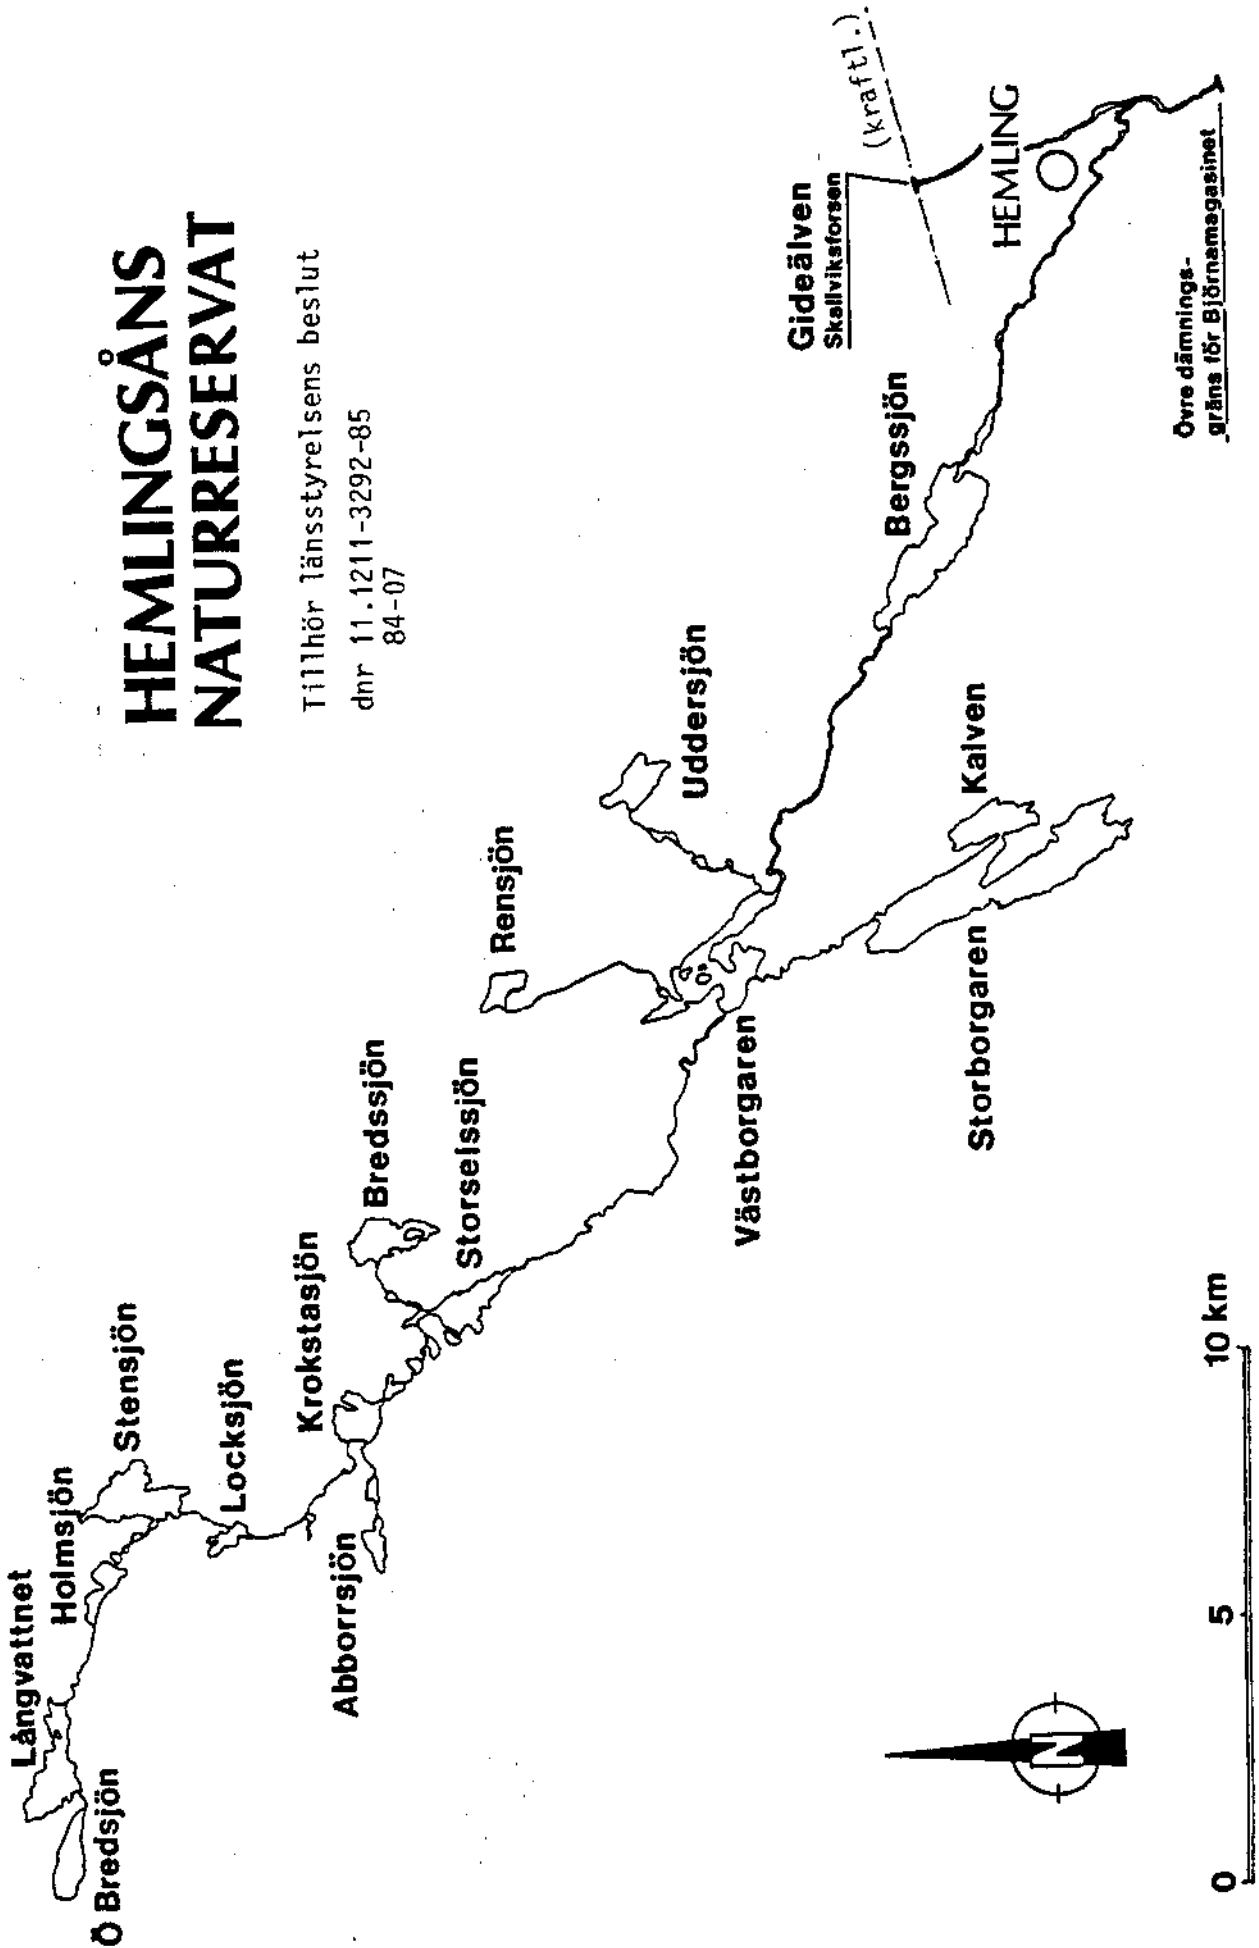 HEMLINGSÅNS
NATURRESERVAT
Tillhör länsstyrelsens beslut
dnr 11.1211-3292-85
84-07
Långvattnet
Ö Bredsjön
Holmsjön
Stensjön
Locksjön
Krokstasjön
Abborrsjön
Bredssjön
Storselssjön
Rensjön
Uddersjön
Västborgaren
Storborgaren
Kalven
Bergssjön
Gideälven
Skallviksforsen
(kraftl.)
HEMLING
Övre dämnings-
gräns för Björnamagasinet
N
0 5 10 km